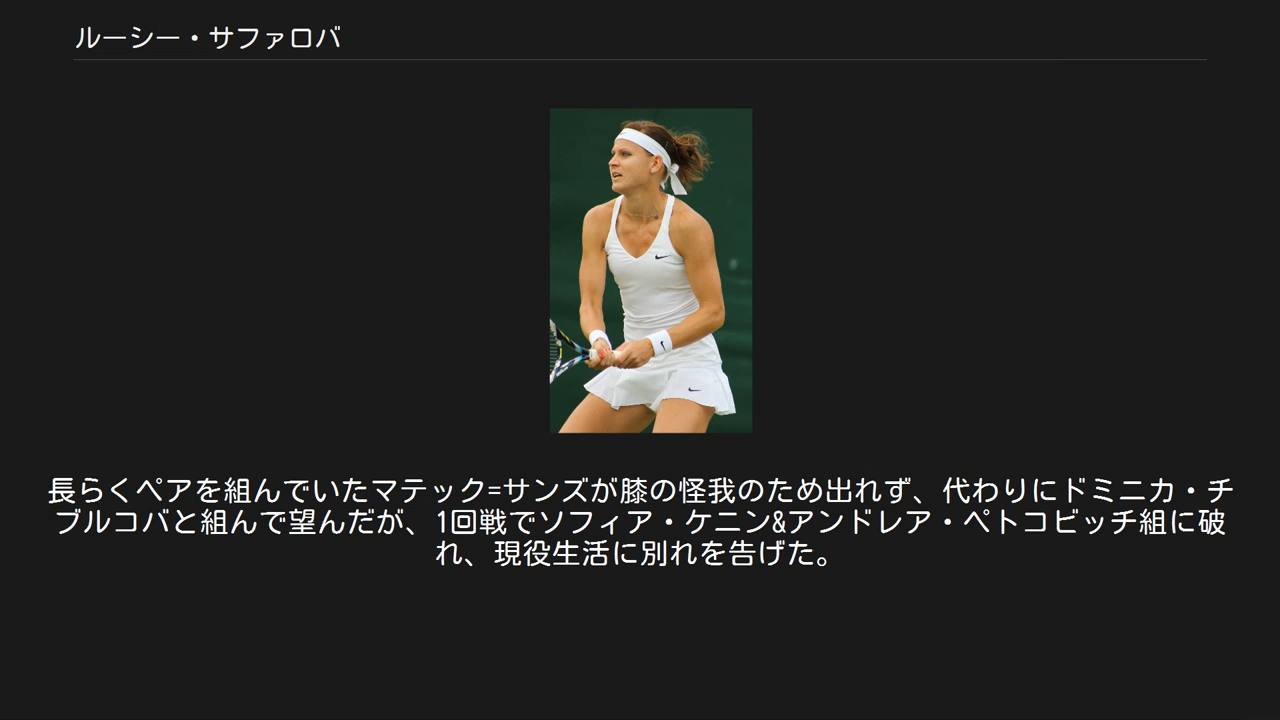 ルーシー・サファロバ
長らくペアを組んでいたマテック=サンズが膝の怪我のため出れず、代わりにドミニカ・チ
ブルコバと組んで望んだが、1回戦でソフィア・ケニン&アンドレア・ペトコビッチ組に破
れ、現役生活に別れを告げた。